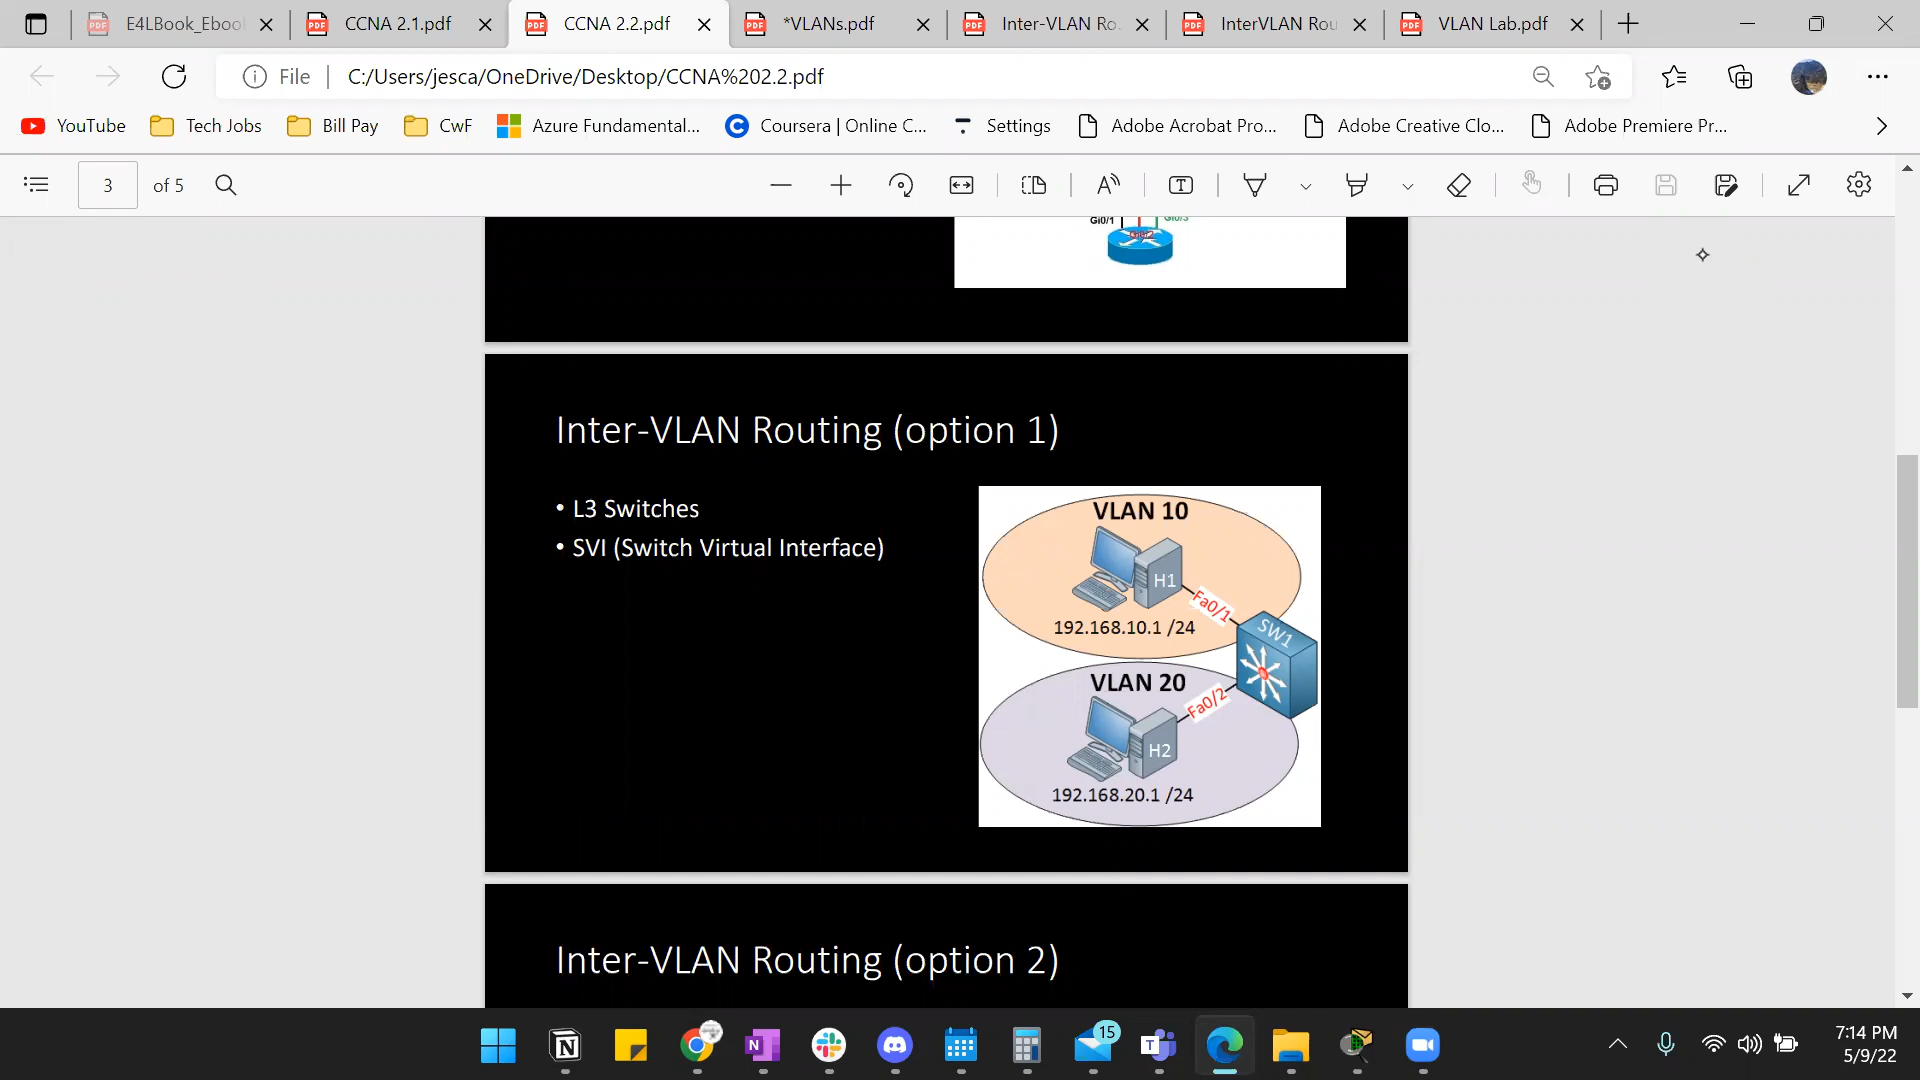 E4LBook_Eboo
CCNA 2.1.pdf
CCNA 2.2.pdf
*VLANs.pdf
Inter-VLAN Ro
InterVLAN Rou
VLAN Lab.pdf
File
C:/Users/jesca/OneDrive/Desktop/CCNA%202.2.pdf
YouTube
Tech Jobs
Bill Pay
CwF
Azure Fundamental...
Coursera | Online C...
Settings
Adobe Acrobat Pro...
Adobe Creative Clo...
Adobe Premiere Pr...
3
of 5
Gi0/1
Gi0/3
Inter-VLAN Routing (option 1)
• L3 Switches
• SVI (Switch Virtual Interface)
VLAN 10
H1
Fa0/1
192.168.10.1 /24
SW1
VLAN 20
Fa0/2
H2
192.168.20.1 /24
Inter-VLAN Routing (option 2)
15
7:14 PM
5/9/22